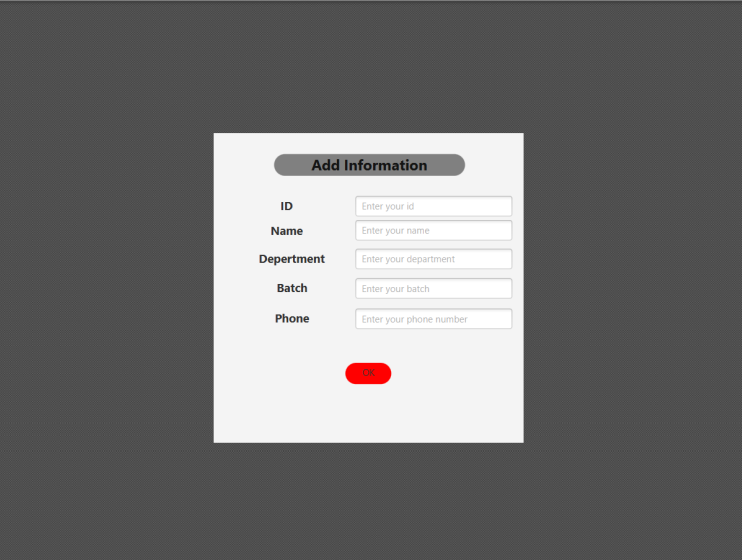 Add Information
ID Enter your id
Name Enter your name
Depertment Enter your department
Batch Enter your batch
Phone Enter your phone number
OK